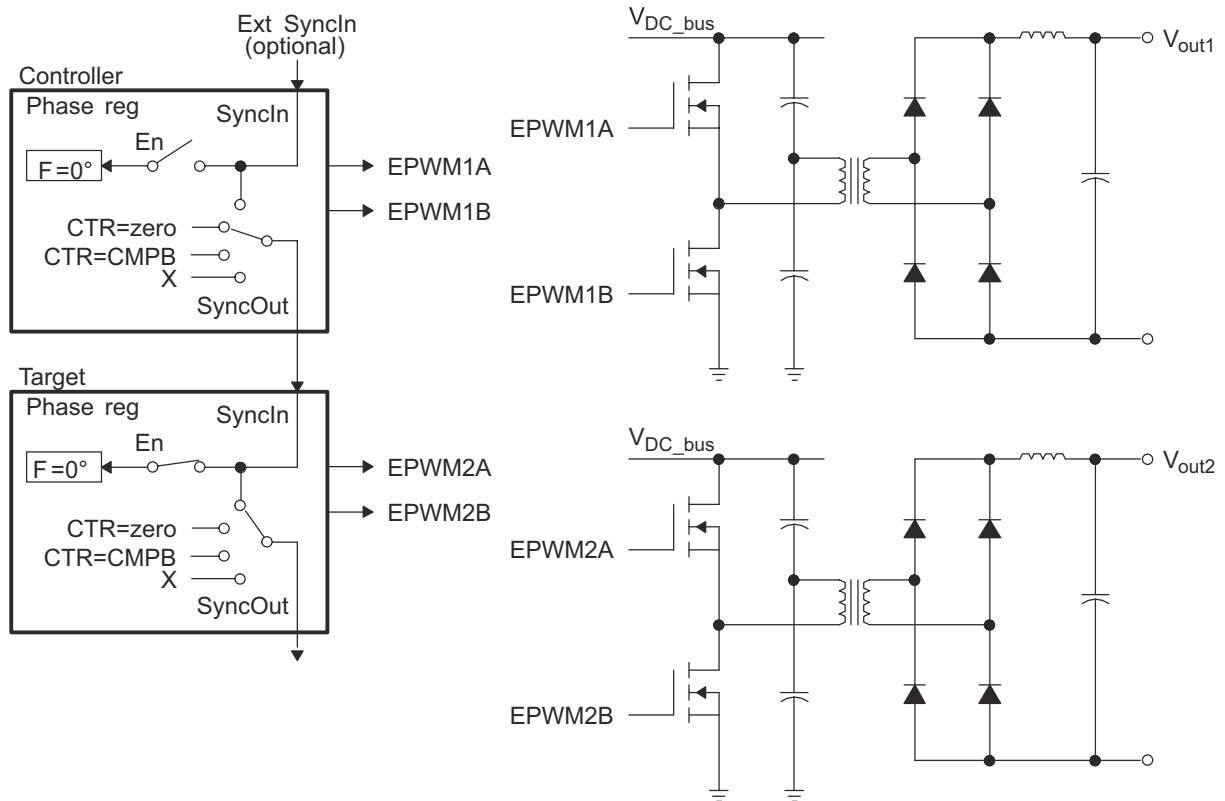 Ext SyncIn
(optional)
Controller
Phase reg
SyncIn
En
F=0°
EPWM1A
EPWM1B
CTR=zero
CTR=CMPB
X
SyncOut
Target
Phase reg
SyncIn
En
F=0°
EPWM2A
EPWM2B
CTR=zero
CTR=CMPB
X
SyncOut
VDC_bus
Vout1
EPWM1A
EPWM1B
VDC_bus
Vout2
EPWM2A
EPWM2B